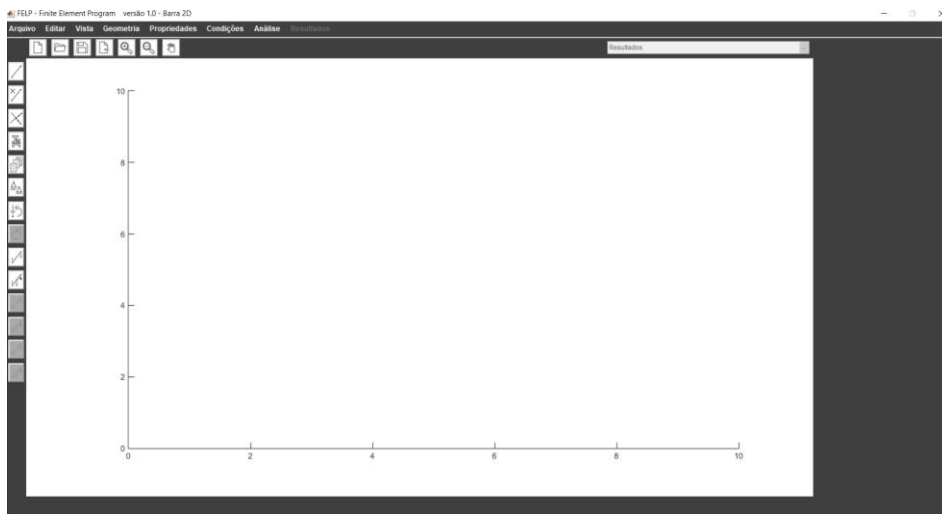 FELP - Finite Element Program versão 1.0 - Barra 2D
Arquivo Editar Vista Geometria Propriedades Condições Análise Resultados
Resultados
10
8
6
4
2
0
0 2 4 6 8 10